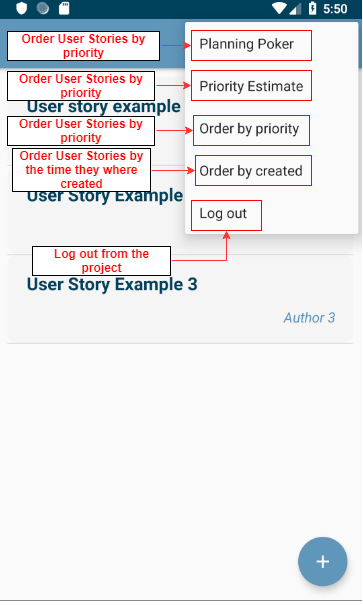 5:50
Order User Stories by
priority
Planning Poker
Order User Stories by
priority
Priority Estimate
User story example
Order User Stories by
priority
Order by priority
Order User Stories by
the time they where
created
Order by created
User Story Example
Log out
Log out from the
project
User Story Example 3
Author 3
+